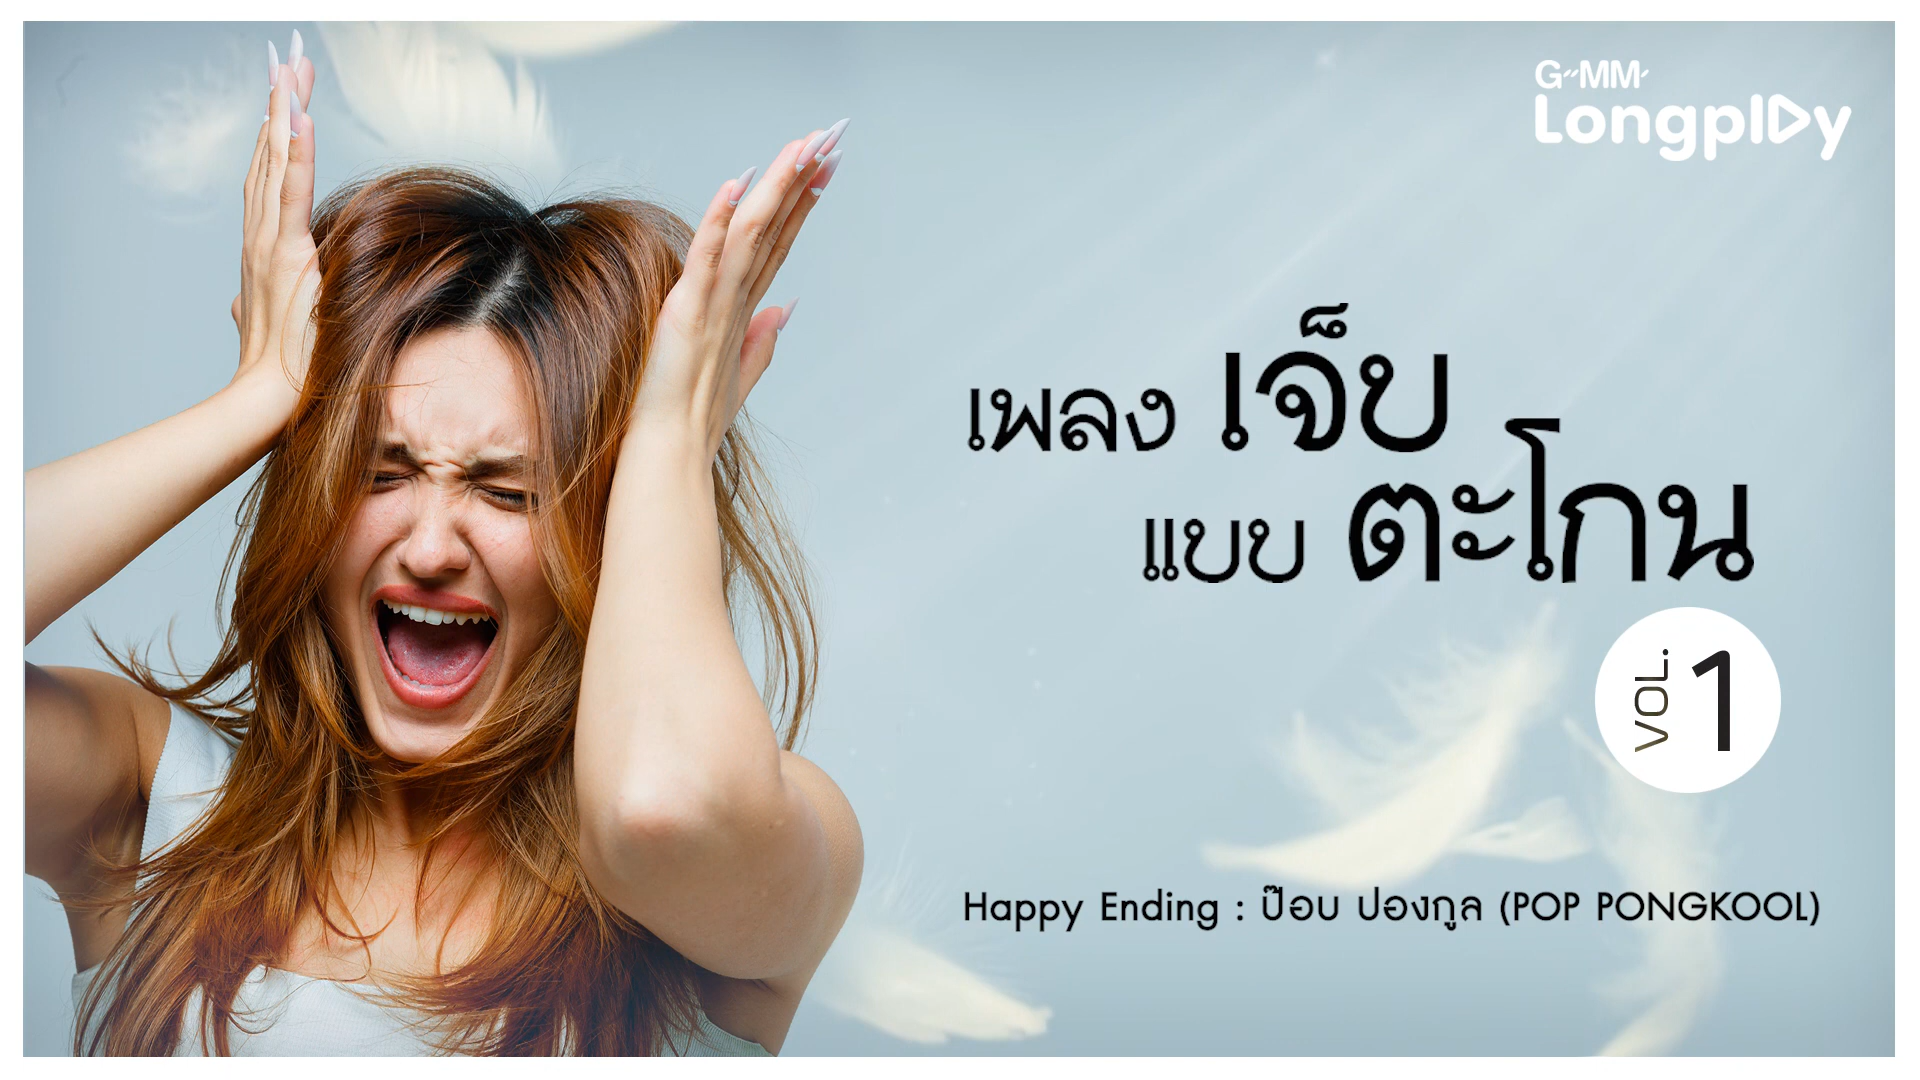 GMM
Longplay
เพลง เจ็บ
แบบ ตะโกน
VOL. 1
Happy Ending : ป๊อบ ปองกูล (POP PONGKOOL)